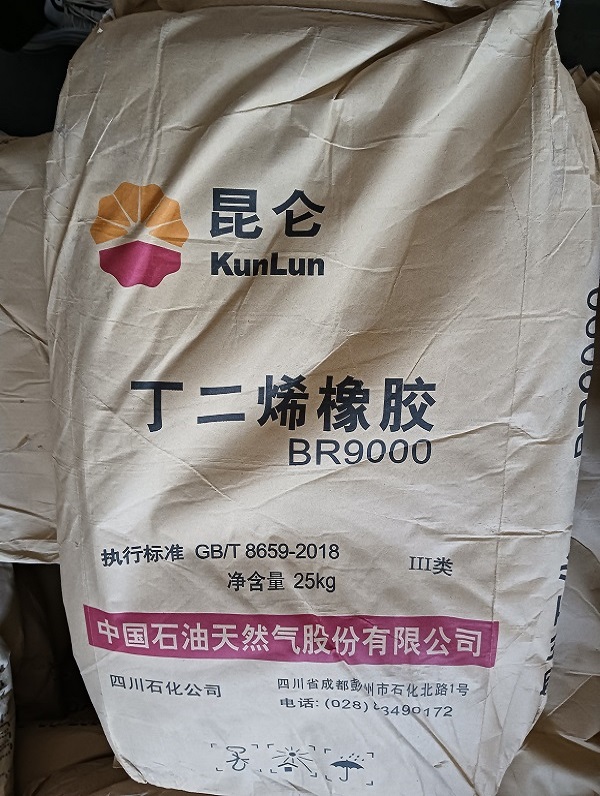 昆仑
KunLun
丁二烯橡胶
BR9000
执行标准 GB/T 8659-2018
III类
净含量 25kg
中国石油天然气股份有限公司
四川石化公司
四川省成都彭州市石化北路1号
电话: (028) 3490172